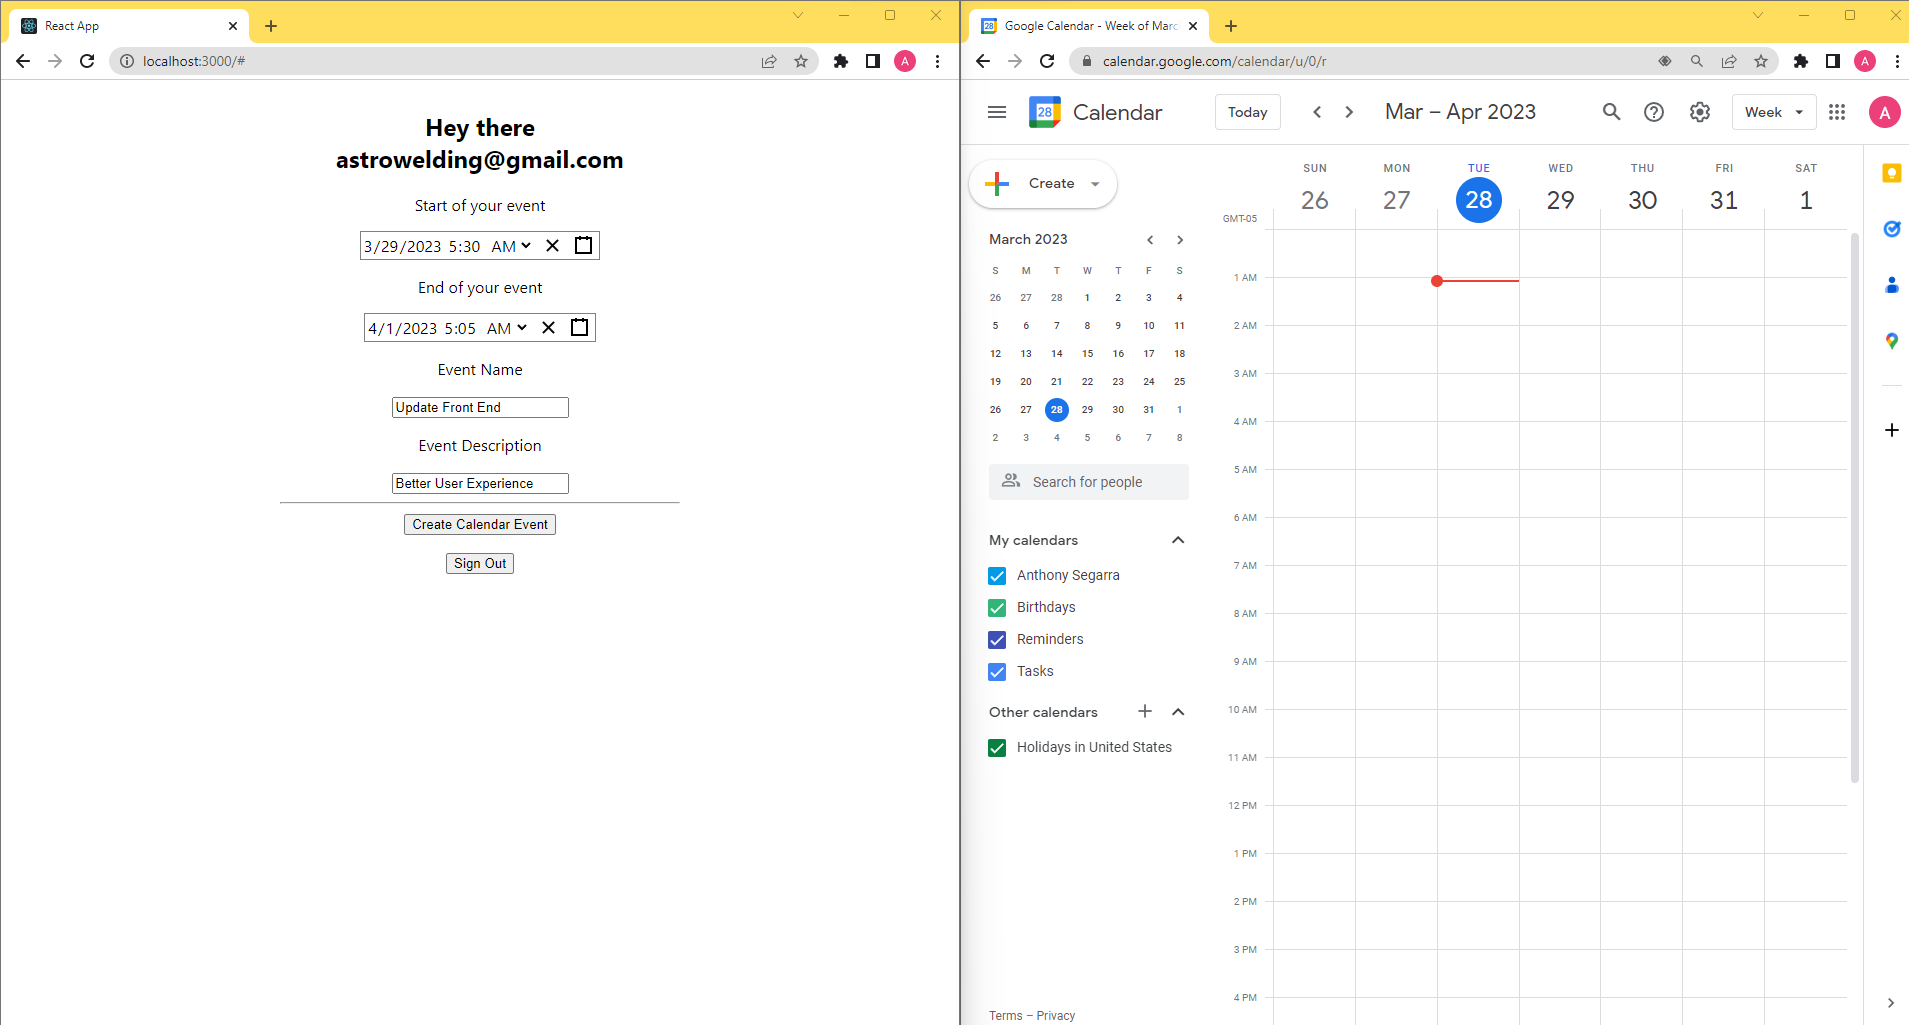 React App
localhost:3000/#
A
Hey there
astrowelding@gmail.com
Start of your event
3/29/2023 5:30 AM
End of your event
4/1/2023 5:05 AM
Event Name
Update Front End
Event Description
Better User Experience
Create Calendar Event
Sign Out
28 Google Calendar - Week of Marc
calendar.google.com/calendar/u/0/r
A
28 Calendar
Today
Mar – Apr 2023
Week
A
Create
March 2023
S M T W T F S
26 27 28 1 2 3 4
5 6 7 8 9 10 11
12 13 14 15 16 17 18
19 20 21 22 23 24 25
26 27 28 29 30 31 1
2 3 4 5 6 7 8
Search for people
My calendars
Anthony Segarra
Birthdays
Reminders
Tasks
Other calendars
Holidays in United States
Terms – Privacy
SUN MON TUE WED THU FRI SAT
26 27 28 29 30 31 1
GMT-05
1 AM
2 AM
3 AM
4 AM
5 AM
6 AM
7 AM
8 AM
9 AM
10 AM
11 AM
12 PM
1 PM
2 PM
3 PM
4 PM